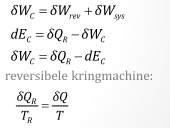 δW_C = δW_rev + δW_sys
dE_C = δQ_R − δW_C
δW_C = δQ_R − dE_C
reversibele kringmachine:
δQ_R / T_R = δQ / T